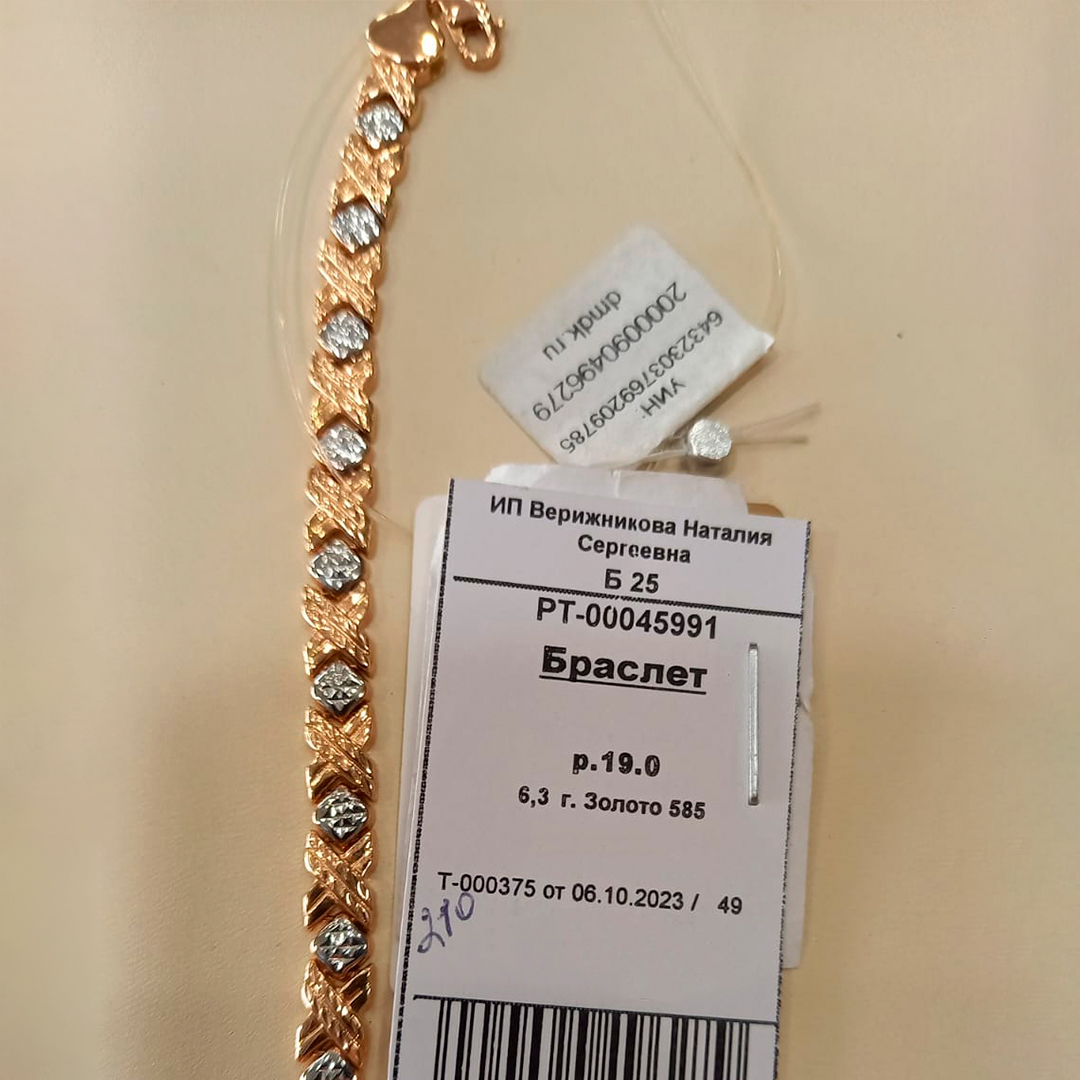 УИН:
6432303769209785
2000090496279
dmdk.ru
ИП Верижникова Наталия
Сергеевна
Б 25
РТ-00045991
Браслет
р.19.0
6,3 г. Золото 585
Т-000375 от 06.10.2023 / 49
210